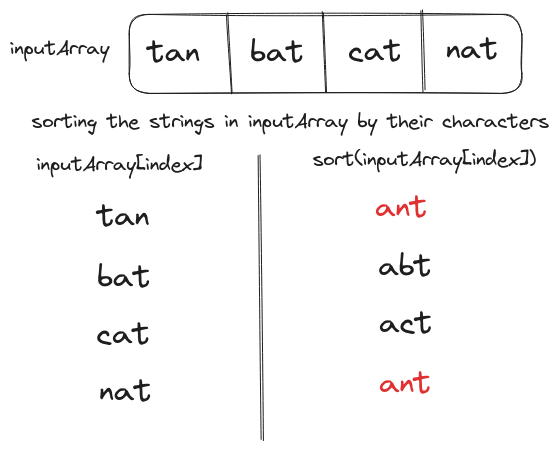 inputArray tan bat cat nat
sorting the strings in inputArray by their characters
inputArray[index] sort(inputArray[index])
tan ant
bat abt
cat act
nat ant